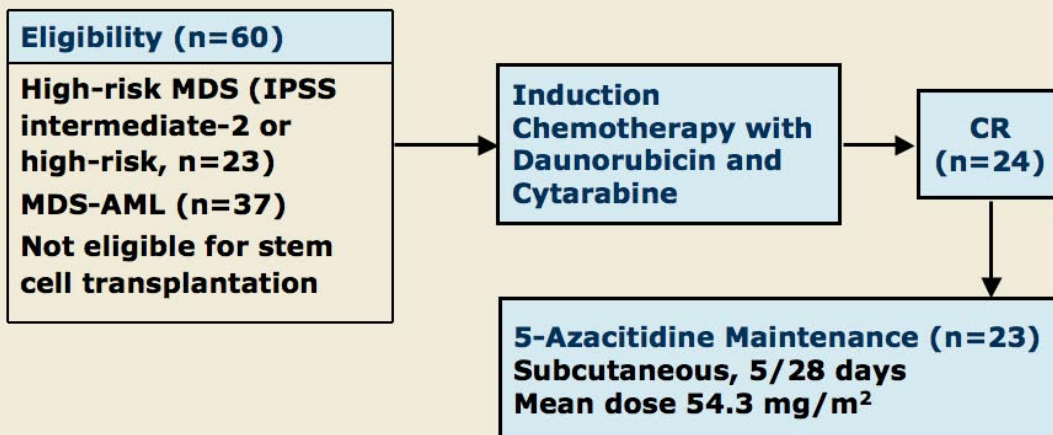 Eligibility (n=60)
High-risk MDS (IPSS
intermediate-2 or
high-risk, n=23)
MDS-AML (n=37)
Not eligible for stem
cell transplantation
Induction
Chemotherapy with
Daunorubicin and
Cytarabine
CR
(n=24)
5-Azacitidine Maintenance (n=23)
Subcutaneous, 5/28 days
Mean dose 54.3 mg/m²